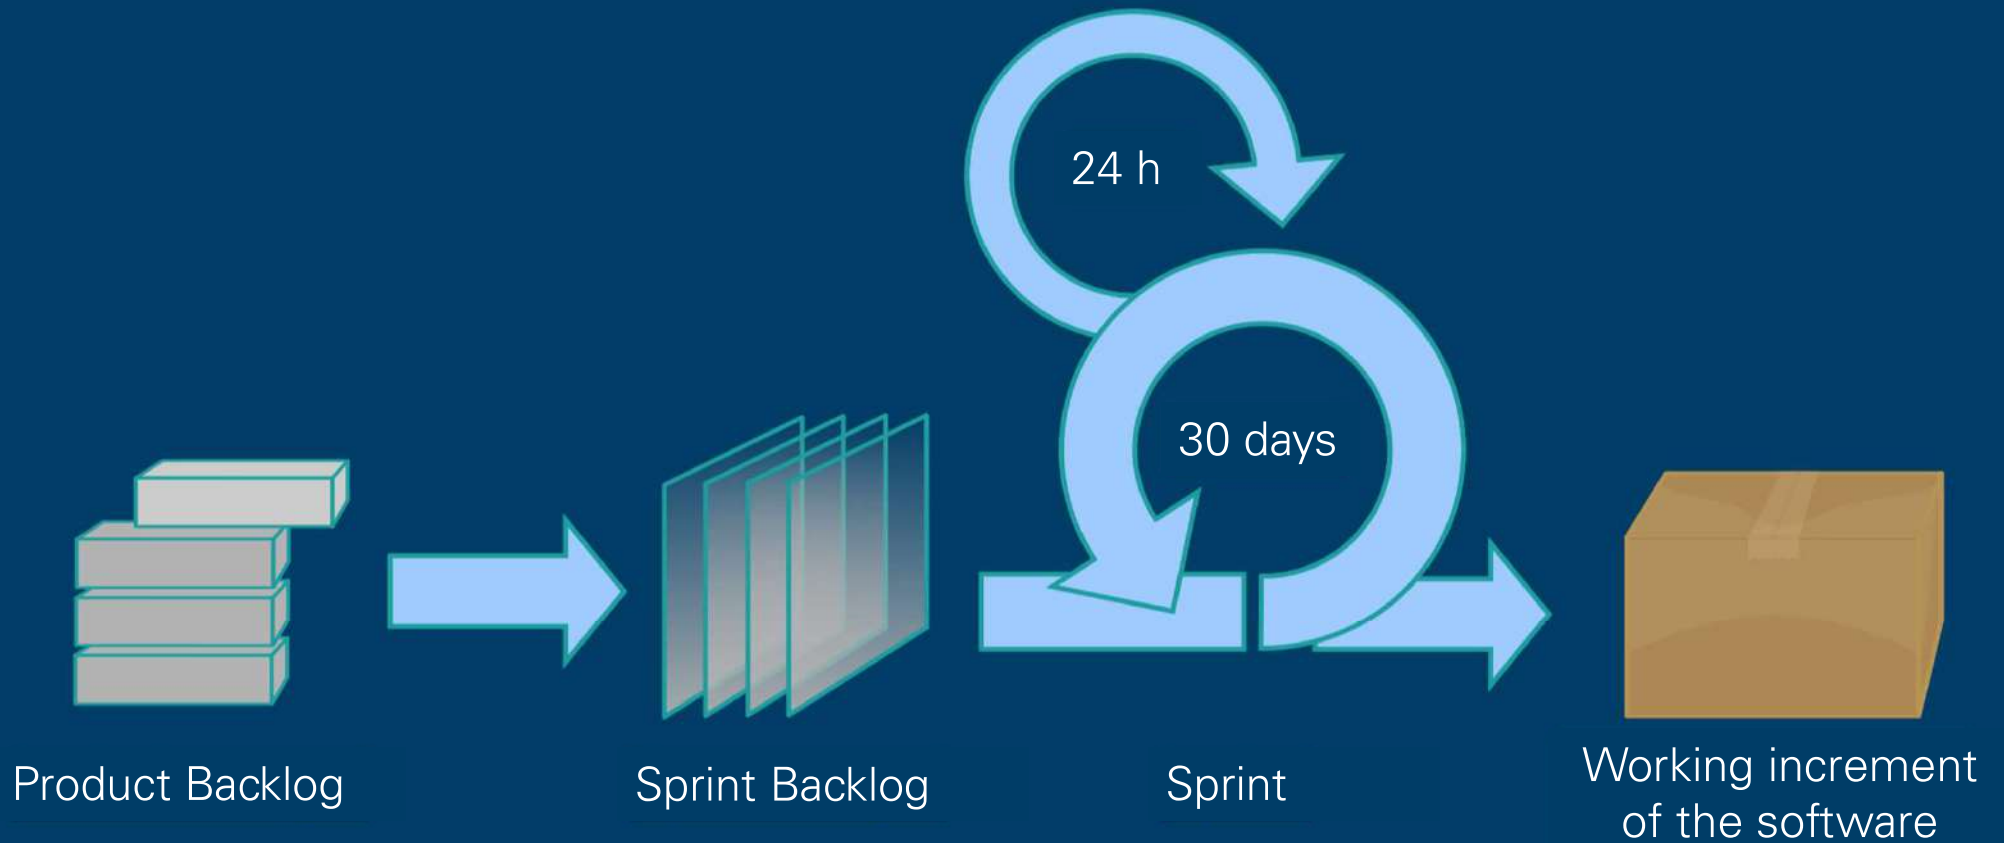 24 h
30 days
Product Backlog
Sprint Backlog
Sprint
Working increment
of the software